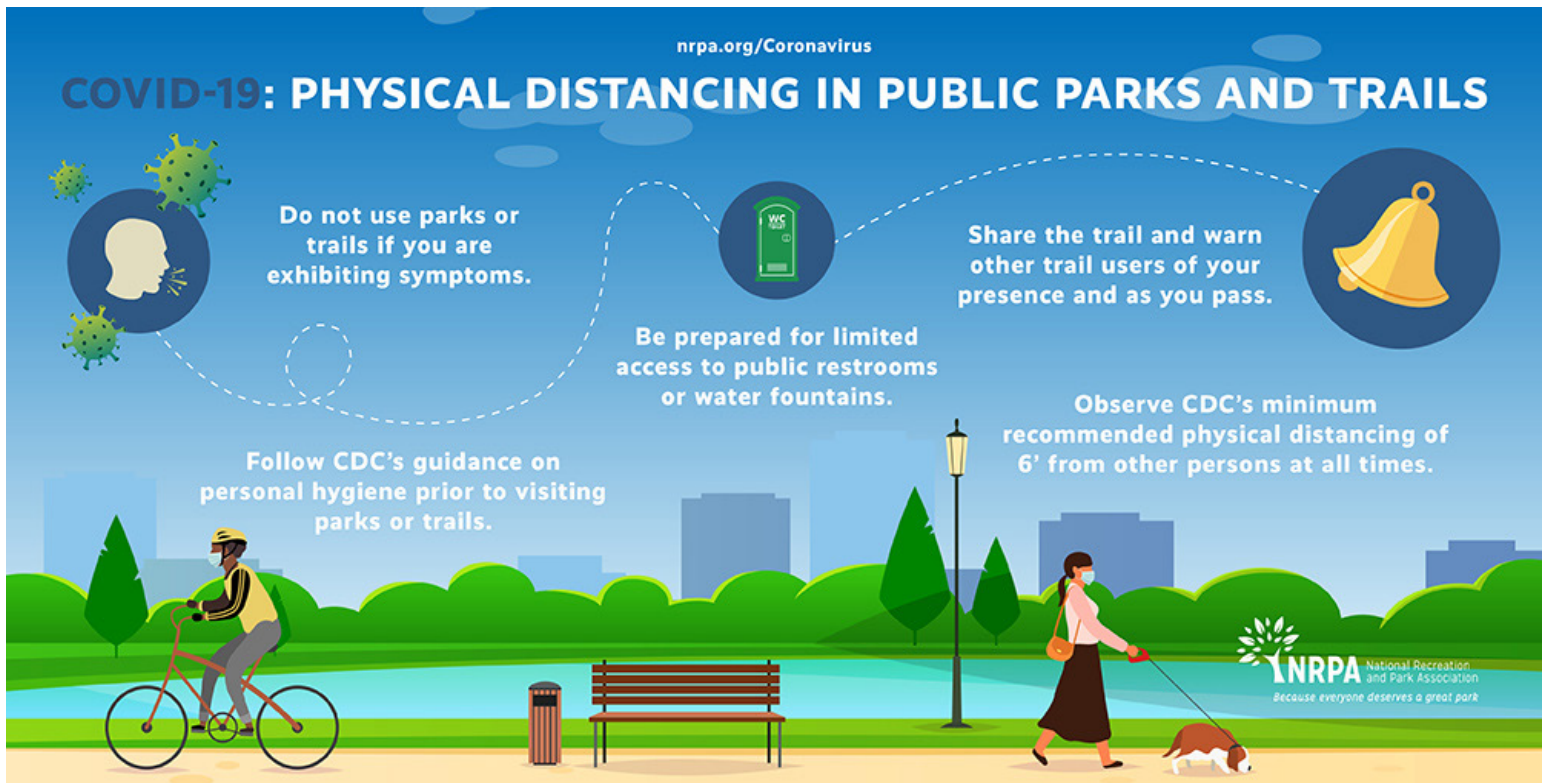 nrpa.org/Coronavirus
COVID-19: PHYSICAL DISTANCING IN PUBLIC PARKS AND TRAILS
Do not use parks or
trails if you are
exhibiting symptoms.
Follow CDC's guidance on
personal hygiene prior to visiting
parks or trails.
WC
TOILET
Be prepared for limited
access to public restrooms
or water fountains.
Share the trail and warn
other trail users of your
presence and as you pass.
Observe CDC's minimum
recommended physical distancing of
6' from other persons at all times.
NRPA National Recreation
and Park Association
Because everyone deserves a great park